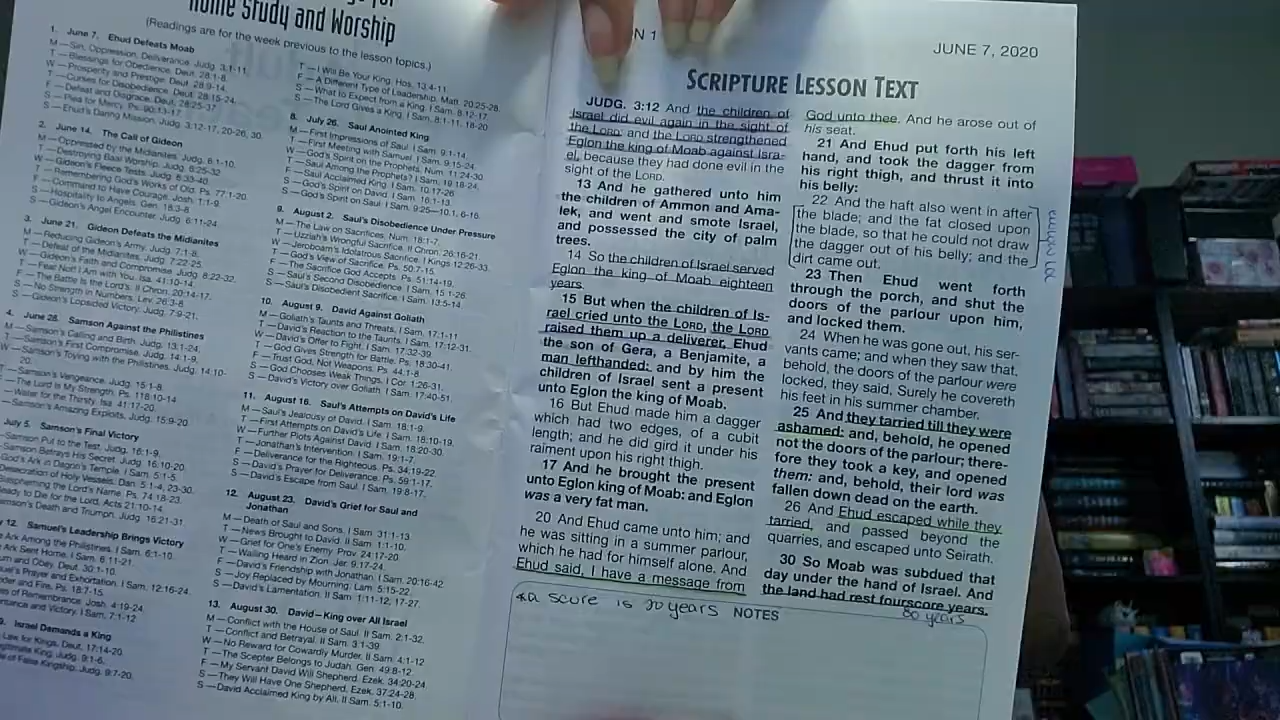 Home Study and Worship
(Readings are for the week previous to the lesson topics.)
1. June 7. Ehud Defeats Moab
M — Sin, Oppression, Deliverance. Judg. 3:1-11.
T — Blessings for Obedience. Deut. 28:1-8.
W — Prosperity and Prestige. Deut. 28:9-14.
T — Curses for Disobedience. Deut. 28:15-24.
F — Defeat and Disgrace. Deut. 28:25-37.
S — Plea for Mercy. Ps. 90:13-17.
S — Ehud's Daring Mission. Judg. 3:12-17, 20-26, 30.
2. June 14. The Call of Gideon
M — Oppressed by the Midianites. Judg. 6:1-10.
T — Destroying Baal Worship. Judg. 6:25-32
W — Gideon's Fleece Tests. Judg. 6:33-40.
T — Remembering God's Works of Old. Ps. 77:1-20.
F — Command to Have Courage. Josh. 1:1-9.
S — Hospitality to Angels. Gen. 18:3-8
S — Gideon's Angel Encounter. Judg. 6:11-24
3. June 21. Gideon Defeats the Midianites
M — Reducing Gideon's Army. Judg. 7:1-8.
T — Defeat of the Midianites. Judg. 7:22-25.
W — Gideon's Faith and Compromise. Judg. 8:22-32.
T — Fear Not! I Am with You. Isa. 41:10-14.
F — The Battle Is the Lord's. II Chron. 20:14-17.
S — No Strength in Numbers. Lev. 26:3-8
S — Gideon's Lopsided Victory. Judg. 7:9-21.
4. June 28. Samson Against the Philistines
M — Samson's Calling and Birth. Judg. 13:1-24.
Samson's First Compromise. Judg. 14:1-9.
Samson's Toying with the Philistines. Judg. 14:10-
Samson's Vengeance. Judg. 15:1-8.
The Lord Is My Strength. Ps. 118:10-14
Water for the Thirsty. Isa. 41:17-20.
Samson's Amazing Exploits. Judg. 15:9-20
July 5. Samson's Final Victory
Samson Put to the Test. Judg. 16:1-9.
Samson Betrays His Secret. Judg. 16:10-20.
God's Ark in Dagon's Temple. I Sam. 5:1-5.
Desecration of Holy Vessels. Dan. 5:1-4, 23-30.
Blaspheming the Lord's Name. Ps. 74:18-23.
Ready to Die for the Lord. Acts 21:10-14.
Samson's Death and Triumph. Judg. 16:21-31
12. Samuel's Leadership Brings Victory
Ark Among the Philistines. I Sam. 6:1-10.
Ark Sent Home. I Sam. 6:11-21.
and Obey. Deut. 30:1-10.
Prayer and Exhortation. I Sam. 12:16-24.
and Fire. Ps. 18:7-15.
of Remembrance. Josh. 4:19-24.
and Victory. I Sam. 7:1-12
Israel Demands a King
Law for Kings. Deut. 17:14-20
King. Judg. 9:1-6.
of False Kingship. Judg. 9:7-20.
T — I Will Be Your King. Hos. 13:4-11.
F — A Different Type of Leadership. Matt. 20:25-28.
S — What to Expect from a King. I Sam. 8:12-17
S — The Lord Gives a King. I Sam. 8:1-11, 18-20
8. July 26. Saul Anointed King
M — First Impressions of Saul. I Sam. 9:1-14.
T — First Meeting with Samuel. I Sam. 9:15-24
W — God's Spirit on the Prophets. Num. 11:24-30
T — Saul Among the Prophets? I Sam. 19:18-24.
F — Saul Acclaimed King. I Sam. 10:17-26
S — God's Spirit on David. I Sam. 16:1-13.
S — God's Spirit on Saul. I Sam. 9:25—10:1, 6-16.
9. August 2. Saul's Disobedience Under Pressure
M — The Law on Sacrifices. Num. 18:1-7.
T — Uzziah's Wrongful Sacrifice. II Chron. 26:16-21.
W — Jeroboam's Idolatrous Sacrifice. I Kings 12:26-33.
T — God's View of Sacrifice. Ps. 50:7-15.
F — The Sacrifice God Accepts. Ps. 51:14-19.
S — Saul's Second Disobedience. I Sam. 15:1-26.
S — Saul's Disobedient Sacrifice. I Sam. 13:5-14
10. August 9. David Against Goliath
M — Goliath's Taunts and Threats. I Sam. 17:1-11
T — David's Reaction to the Taunts. I Sam. 17:12-31.
W — David's Offer to Fight. I Sam. 17:32-39.
T — God Gives Strength for Battle. Ps. 18:30-41.
F — Trust God, Not Weapons. Ps. 44:1-8
S — God Chooses Weak Things. I Cor. 1:26-31.
S — David's Victory over Goliath. I Sam. 17:40-51.
11. August 16. Saul's Attempts on David's Life
M — Saul's Jealousy of David. I Sam. 18:1-9.
T — First Attempts on David's Life. I Sam. 18:10-19.
W — Further Plots Against David. I Sam. 18:20-30.
T — Jonathan's Intervention. I Sam. 19:1-7.
F — Deliverance for the Righteous. Ps. 34:19-22
S — David's Prayer for Deliverance. Ps. 59:1-17.
S — David's Escape from Saul. I Sam. 19:8-17.
12. August 23. David's Grief for Saul and
Jonathan
M — Death of Saul and Sons. I Sam. 31:1-13
T — News Brought to David. II Sam. 1:1-10.
W — Grief for One's Enemy. Prov. 24:17-20
T — Wailing Heard in Zion. Jer. 9:17-24.
F — David's Friendship with Jonathan. I Sam. 20:16-42.
S — Joy Replaced by Mourning. Lam. 5:15-22.
S — David's Lamentation. II Sam. 1:11-12, 17-27.
13. August 30. David—King over All Israel
M — Conflict with the House of Saul. II Sam. 2:1-32.
T — Conflict and Betrayal. II Sam. 3:1-39.
W — No Reward for Cowardly Murder. II Sam. 4:1-12
T — The Scepter Belongs to Judah. Gen. 49:8-12.
F — My Servant David Will Shepherd. Ezek. 34:20-24
S — They Will Have One Shepherd. Ezek. 37:24-28.
S — David Acclaimed King by All. II Sam. 5:1-10.
ON 1
JUNE 7, 2020
SCRIPTURE LESSON TEXT
JUDG. 3:12 And the children of
Israel did evil again in the sight of
the LORD: and the LORD strengthened
Eglon the king of Moab against Isra-
el, because they had done evil in the
sight of the LORD.
13 And he gathered unto him
the children of Ammon and Ama-
lek, and went and smote Israel,
and possessed the city of palm
trees.
14 So the children of Israel served
Eglon the king of Moab eighteen
years.
15 But when the children of Is-
rael cried unto the LORD, the LORD
raised them up a deliverer, Ehud
the son of Gera, a Benjamite, a
man lefthanded: and by him the
children of Israel sent a present
unto Eglon the king of Moab.
16 But Ehud made him a dagger
which had two edges, of a cubit
length; and he did gird it under his
raiment upon his right thigh.
17 And he brought the present
unto Eglon king of Moab: and Eglon
was a very fat man.
20 And Ehud came unto him; and
he was sitting in a summer parlour,
which he had for himself alone. And
Ehud said, I have a message from
God unto thee. And he arose out of
his seat.
21 And Ehud put forth his left
hand, and took the dagger from
his right thigh, and thrust it into
his belly:
22 And the haft also went in after
the blade; and the fat closed upon
the blade, so that he could not draw
the dagger out of his belly; and the
dirt came out.
23 Then Ehud went forth
through the porch, and shut the
doors of the parlour upon him,
and locked them.
24 When he was gone out, his ser-
vants came; and when they saw that,
behold, the doors of the parlour were
locked, they said, Surely he covereth
his feet in his summer chamber.
25 And they tarried till they were
ashamed: and, behold, he opened
not the doors of the parlour; there-
fore they took a key, and opened
them: and, behold, their lord was
fallen down dead on the earth.
26 And Ehud escaped while they
tarried, and passed beyond the
quarries, and escaped unto Seirath.
30 So Moab was subdued that
day under the hand of Israel. And
the land had rest fourscore years.
80 years
*a score is 20 years NOTES